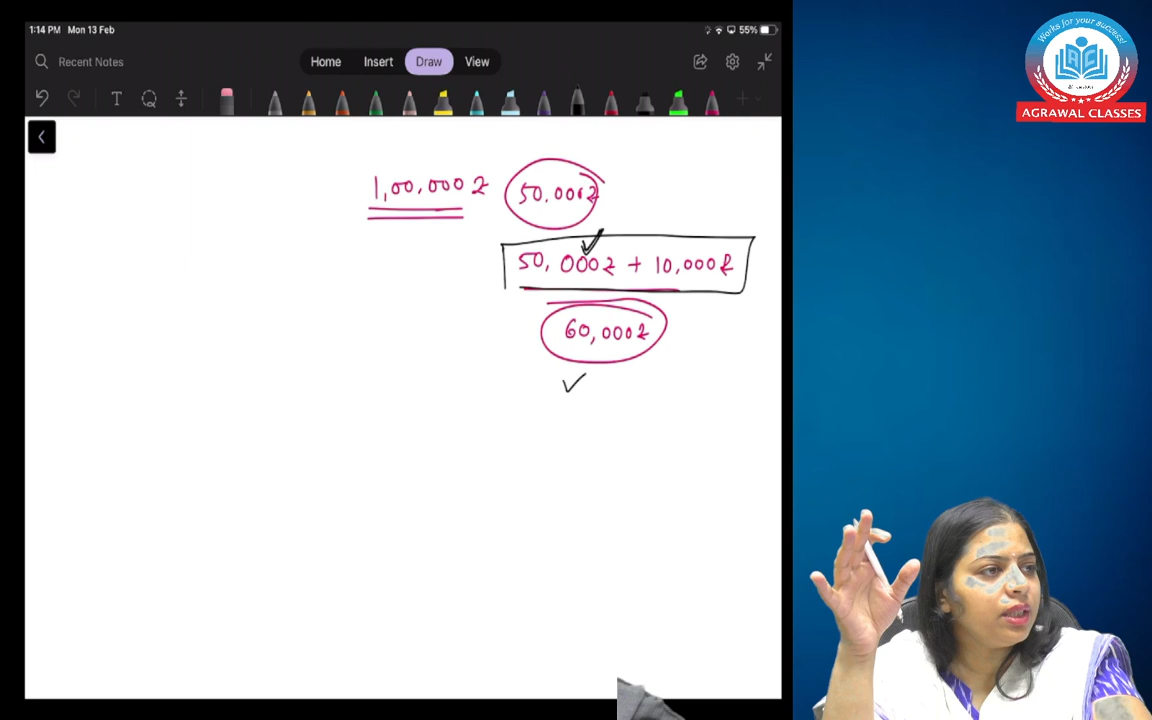 1:14 PM Mon 13 Feb
55%
Recent Notes
Home Insert Draw View
T
1,00,000 ₹ 50,000 ₹
50,000 ₹ + 10,000 ₹
60,000 ₹
Works for your success!
AC
AGRAWAL CLASSES